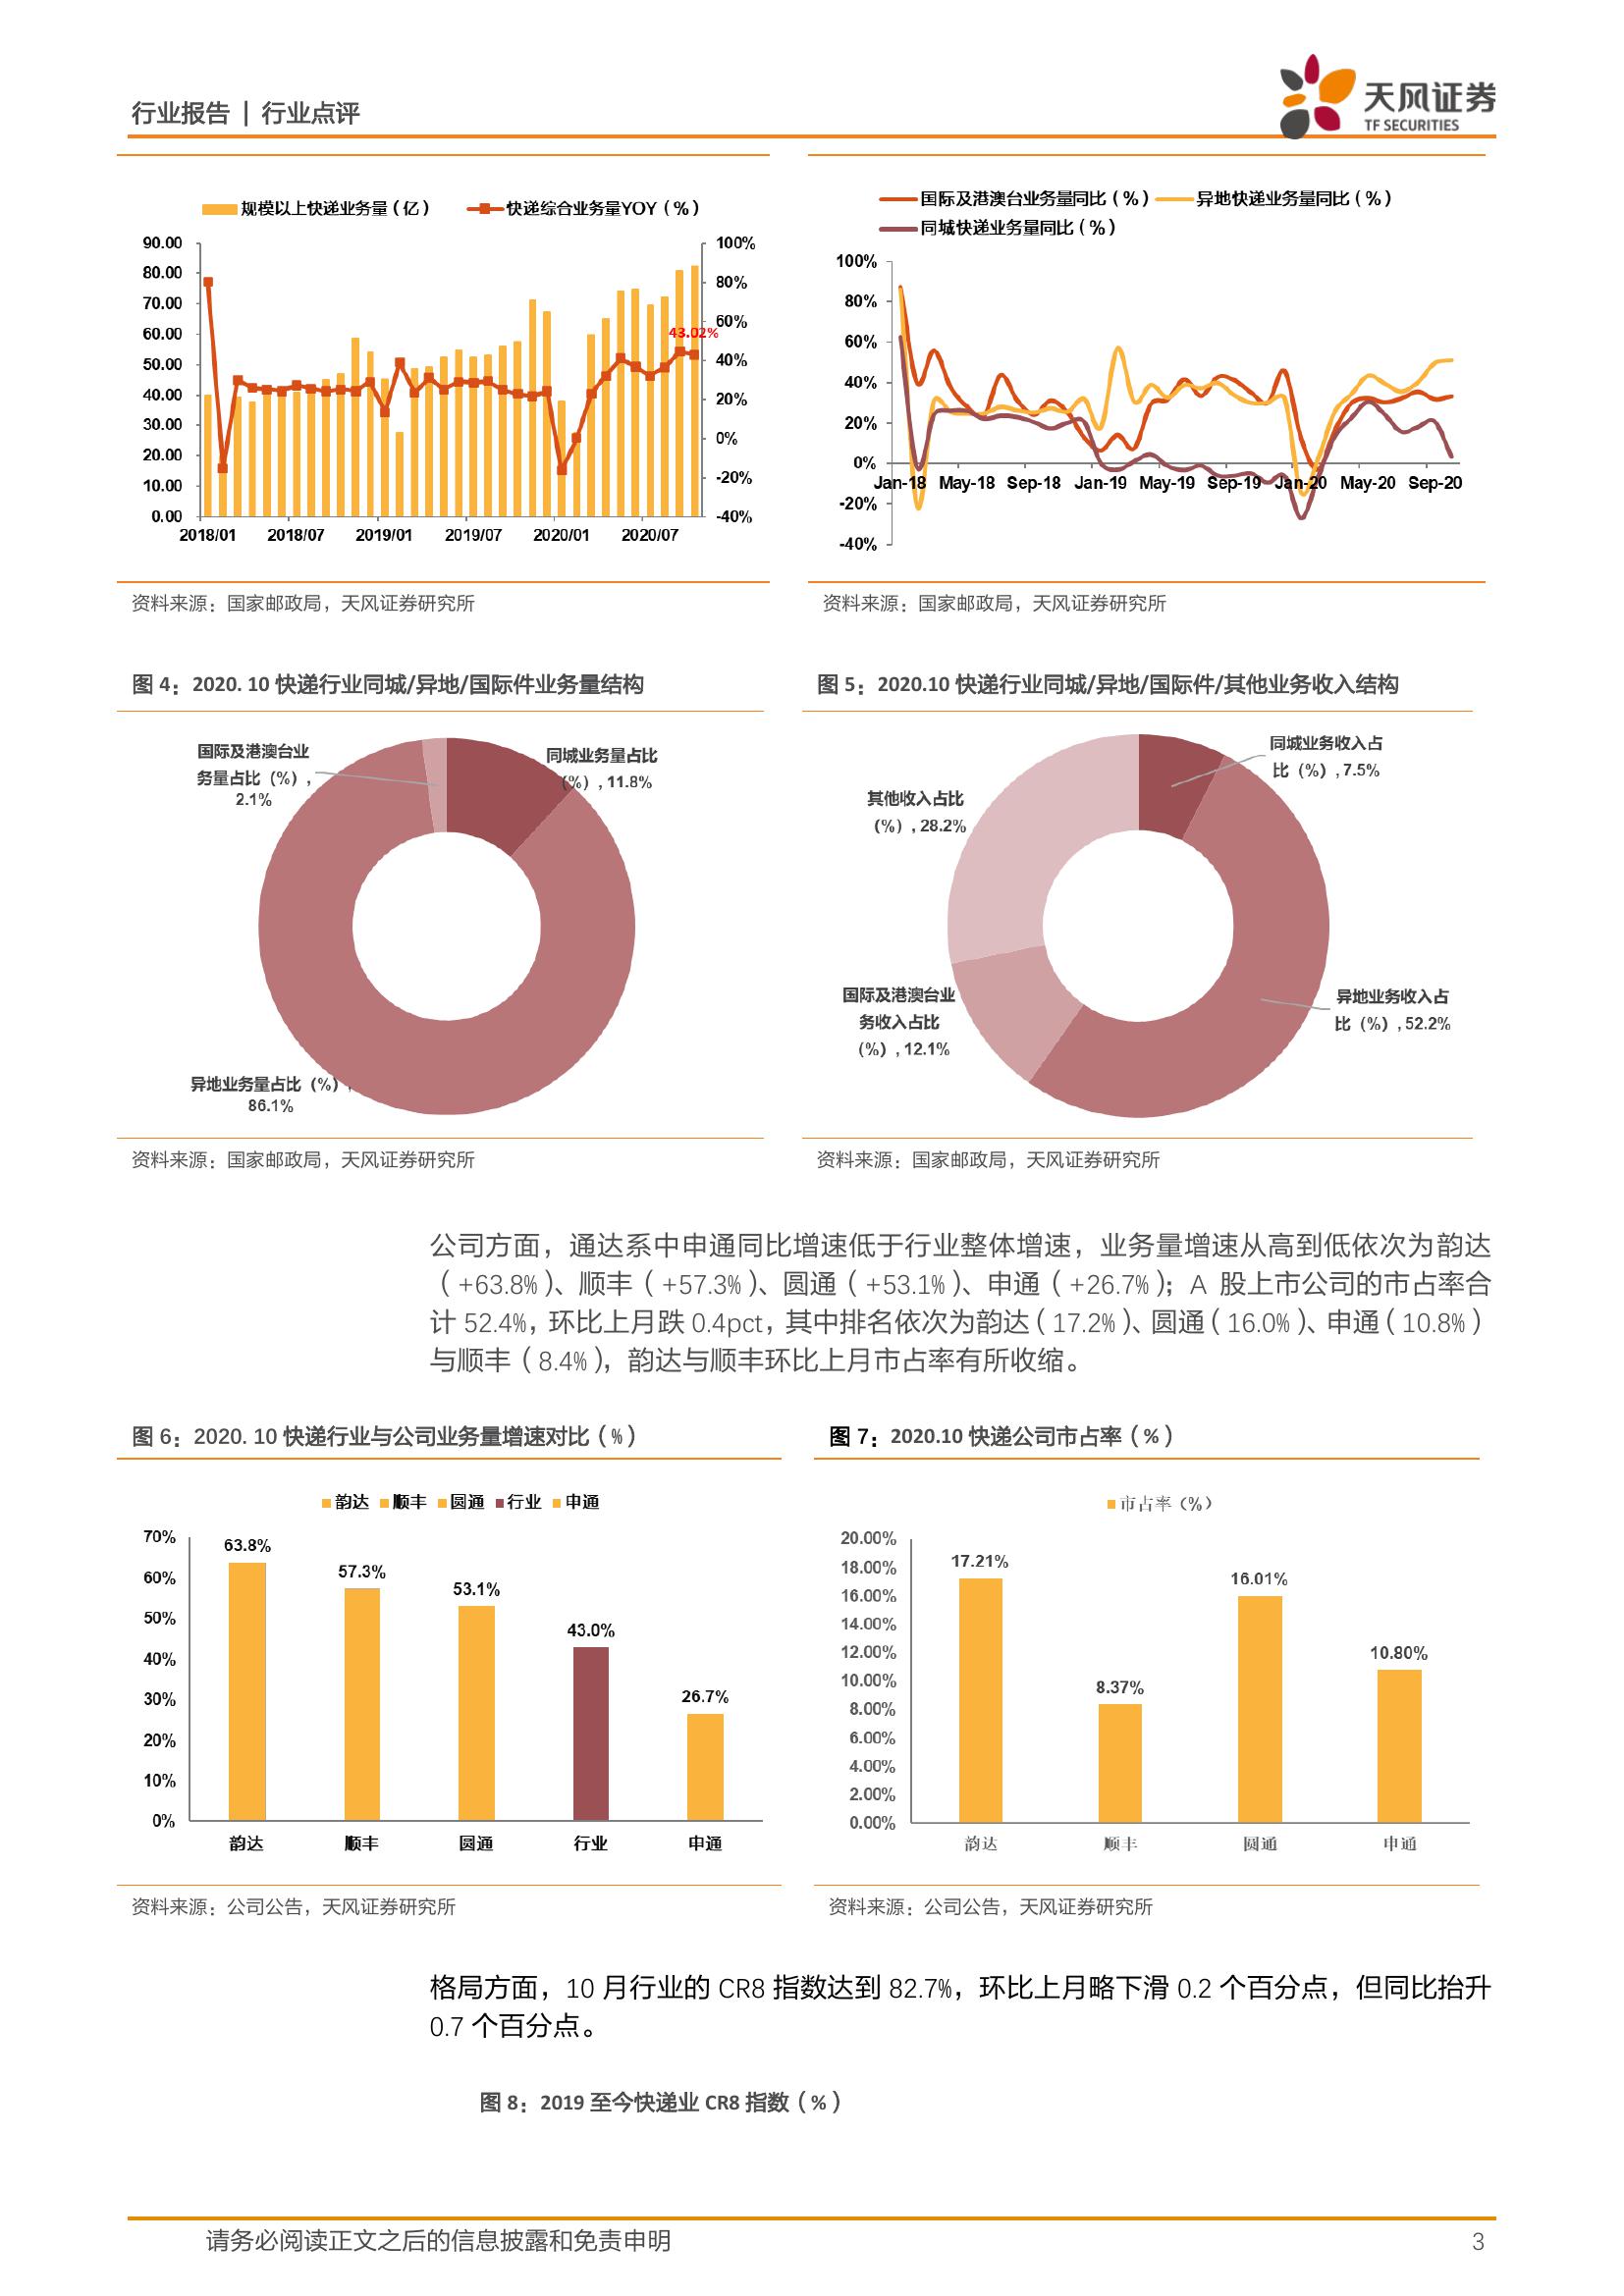 行业报告 | 行业点评
天风证券
TF SECURITIES
规模以上快递业务量（亿） 快递综合业务量YOY（%）
90.00
80.00
70.00
60.00
50.00
40.00
30.00
20.00
10.00
0.00
100%
80%
60%
40%
20%
0%
-20%
-40%
43.02%
2018/01 2018/07 2019/01 2019/07 2020/01 2020/07
国际及港澳台业务量同比（%） 异地快递业务量同比（%）
同城快递业务量同比（%）
100%
80%
60%
40%
20%
0%
-20%
-40%
Jan-18 May-18 Sep-18 Jan-19 May-19 Sep-19 Jan-20 May-20 Sep-20
资料来源：国家邮政局，天风证券研究所
资料来源：国家邮政局，天风证券研究所
图 4：2020. 10 快递行业同城/异地/国际件业务量结构
国际及港澳台业
务量占比（%）,
2.1%
同城业务量占比
（%）, 11.8%
异地业务量占比（%）,
86.1%
资料来源：国家邮政局，天风证券研究所
图 5：2020.10 快递行业同城/异地/国际件/其他业务收入结构
同城业务收入占
比（%）, 7.5%
其他收入占比
（%）, 28.2%
国际及港澳台业
务收入占比
（%）, 12.1%
异地业务收入占
比（%）, 52.2%
资料来源：国家邮政局，天风证券研究所
公司方面，通达系中申通同比增速低于行业整体增速，业务量增速从高到低依次为韵达
（+63.8%）、顺丰（+57.3%）、圆通（+53.1%）、申通（+26.7%）；A 股上市公司的市占率合
计 52.4%，环比上月跌 0.4pct，其中排名依次为韵达（17.2%）、圆通（16.0%）、申通（10.8%）
与顺丰（8.4%），韵达与顺丰环比上月市占率有所收缩。
图 6：2020. 10 快递行业与公司业务量增速对比（%）
韵达 顺丰 圆通 行业 申通
70%
60%
50%
40%
30%
20%
10%
0%
63.8%
57.3%
53.1%
43.0%
26.7%
韵达 顺丰 圆通 行业 申通
资料来源：公司公告，天风证券研究所
图 7：2020.10 快递公司市占率（%）
市占率（%）
20.00%
18.00%
16.00%
14.00%
12.00%
10.00%
8.00%
6.00%
4.00%
2.00%
0.00%
17.21%
8.37%
16.01%
10.80%
韵达 顺丰 圆通 申通
资料来源：公司公告，天风证券研究所
格局方面，10 月行业的 CR8 指数达到 82.7%，环比上月略下滑 0.2 个百分点，但同比抬升
0.7 个百分点。
图 8：2019 至今快递业 CR8 指数（%）
请务必阅读正文之后的信息披露和免责申明 3